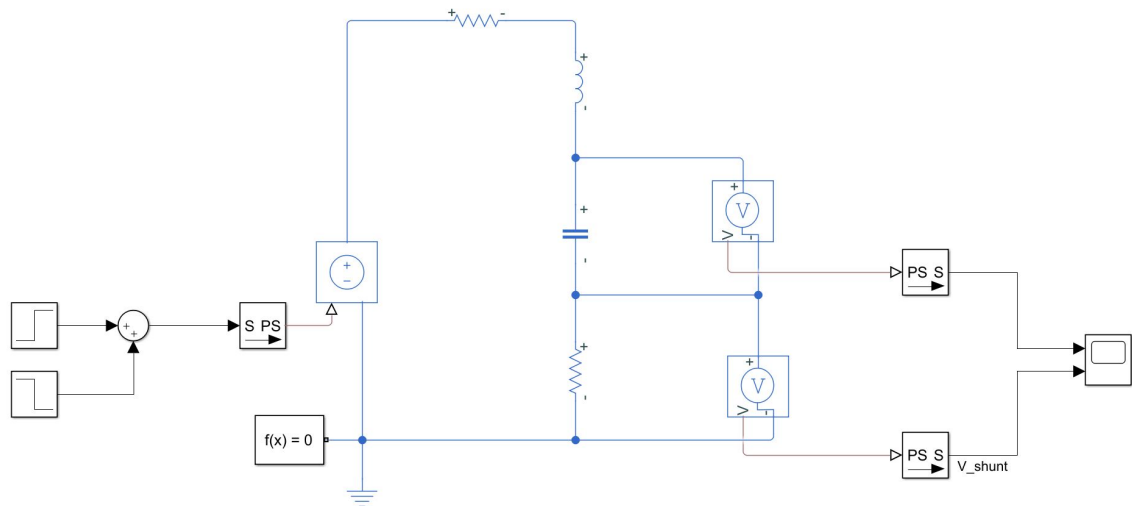 + -
+
-
+
V
V -
+
-
+
-
PS S
S PS
+
+
+
-
+
V
V -
f(x) = 0
PS S
V_shunt